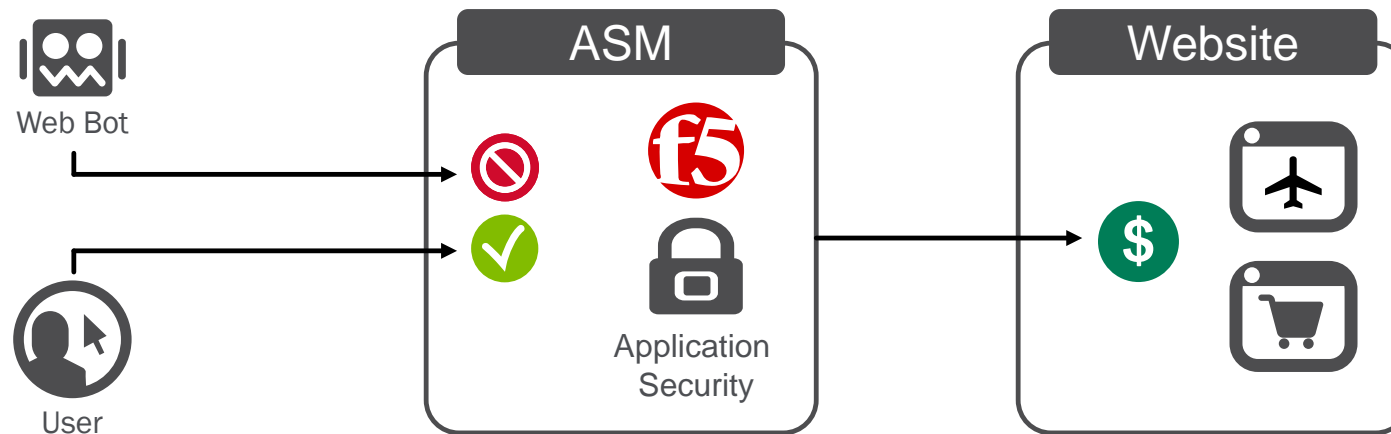 ASM
Website
Web Bot
f5
$
Application
Security
User